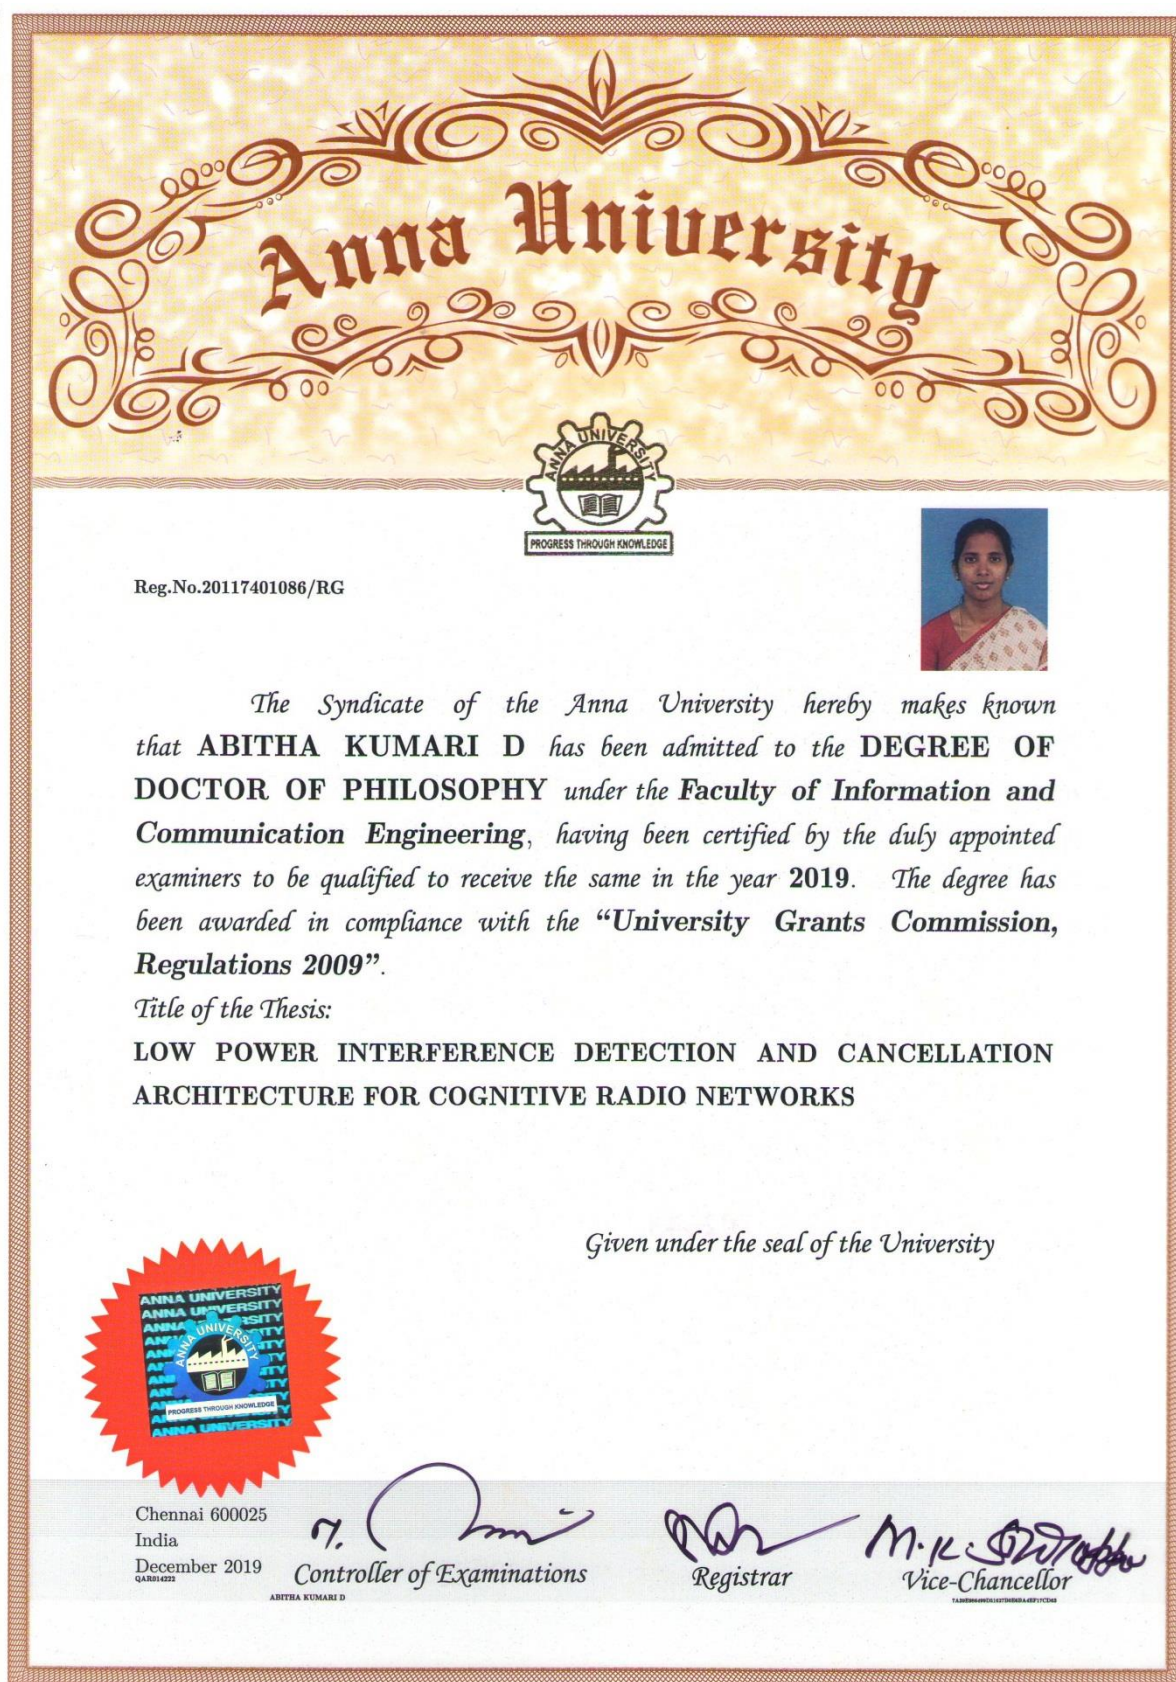 Anna University
ANNA UNIVERSITY
PROGRESS THROUGH KNOWLEDGE
Reg.No.20117401086/RG
The Syndicate of the Anna University hereby makes known
that ABITHA KUMARI D has been admitted to the DEGREE OF
DOCTOR OF PHILOSOPHY under the Faculty of Information and
Communication Engineering, having been certified by the duly appointed
examiners to be qualified to receive the same in the year 2019. The degree has
been awarded in compliance with the “University Grants Commission,
Regulations 2009”.
Title of the Thesis:
LOW POWER INTERFERENCE DETECTION AND CANCELLATION
ARCHITECTURE FOR COGNITIVE RADIO NETWORKS
Given under the seal of the University
ANNA UNIVERSITY
ANNA UNIVERSITY
ANNA UNIVERSITY
PROGRESS THROUGH KNOWLEDGE
ANNA UNIVERSITY
Chennai 600025
India
December 2019
QAR014222
Controller of Examinations
ABITHA KUMARI D
Registrar
M.K.
Vice-Chancellor